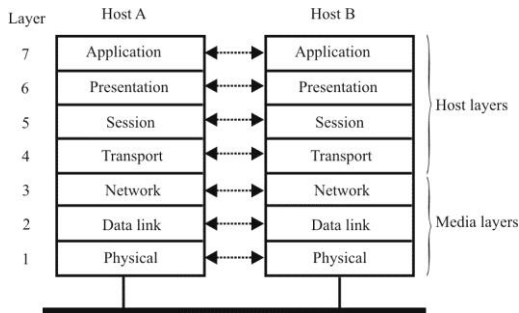 Layer Host A Host B
7 Application Application
6 Presentation Presentation
5 Session Session
4 Transport Transport
Host layers
3 Network Network
2 Data link Data link
Media layers
1 Physical Physical